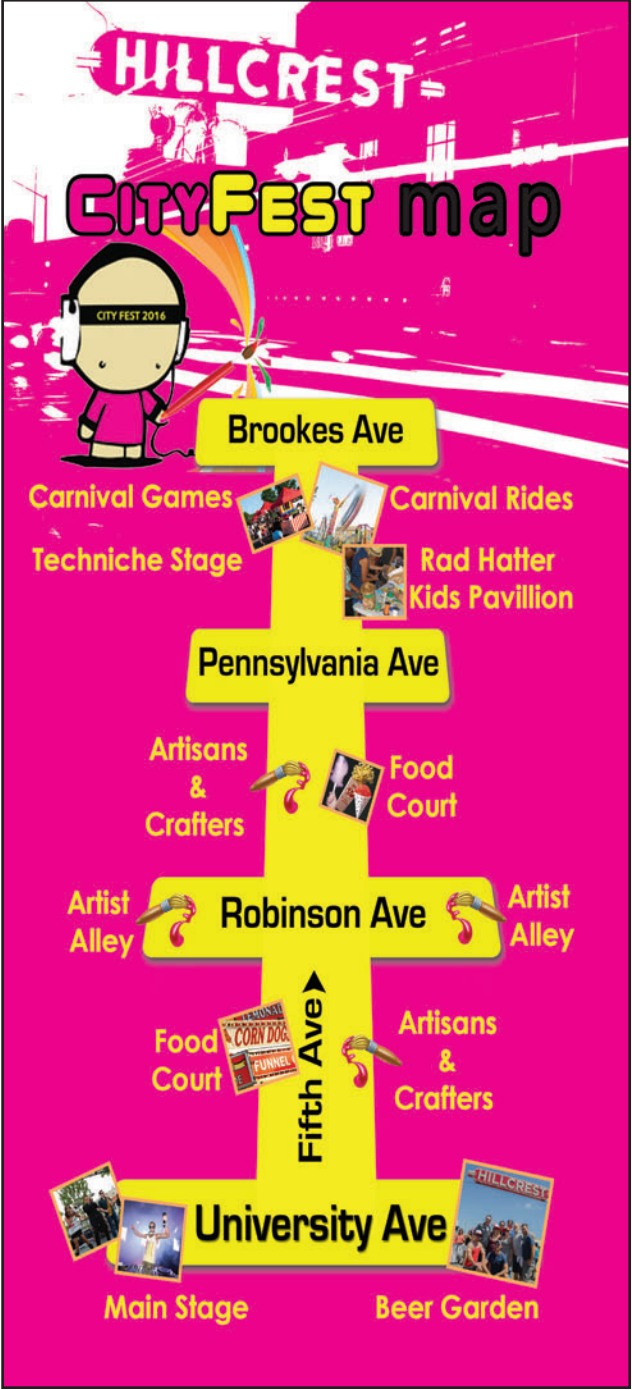 HILLCREST
CITYFEST map
CITY FEST 2016
Brookes Ave
Carnival Games
Carnival Rides
Techniche Stage
Rad Hatter
Kids Pavillion
Pennsylvania Ave
Artisans
&
Crafters
Food
Court
Artist
Alley
Robinson Ave
Artist
Alley
Food
Court
CORN DOG
FUNNEL
Fifth Ave
Artisans
&
Crafters
University Ave
HILLCREST
Main Stage
Beer Garden